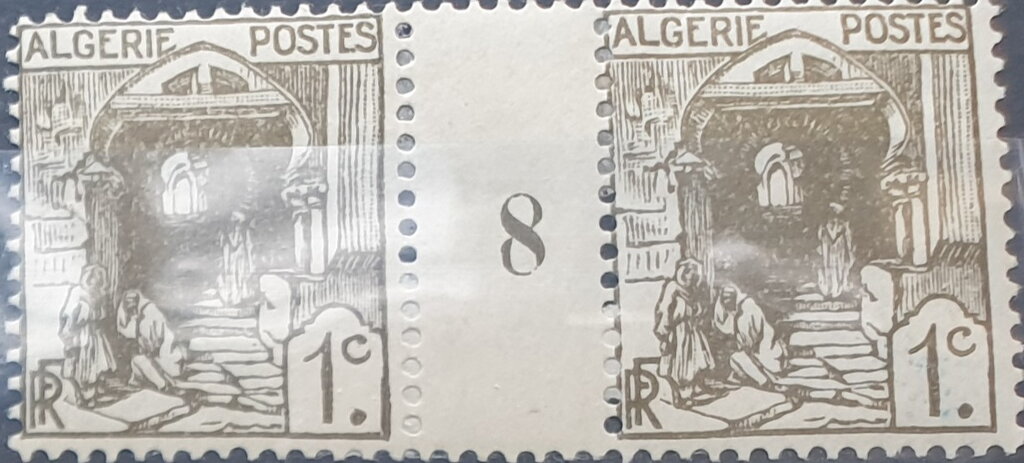 ALGERIE POSTES
1c.
RF
8
ALGERIE POSTES
1c.
RF